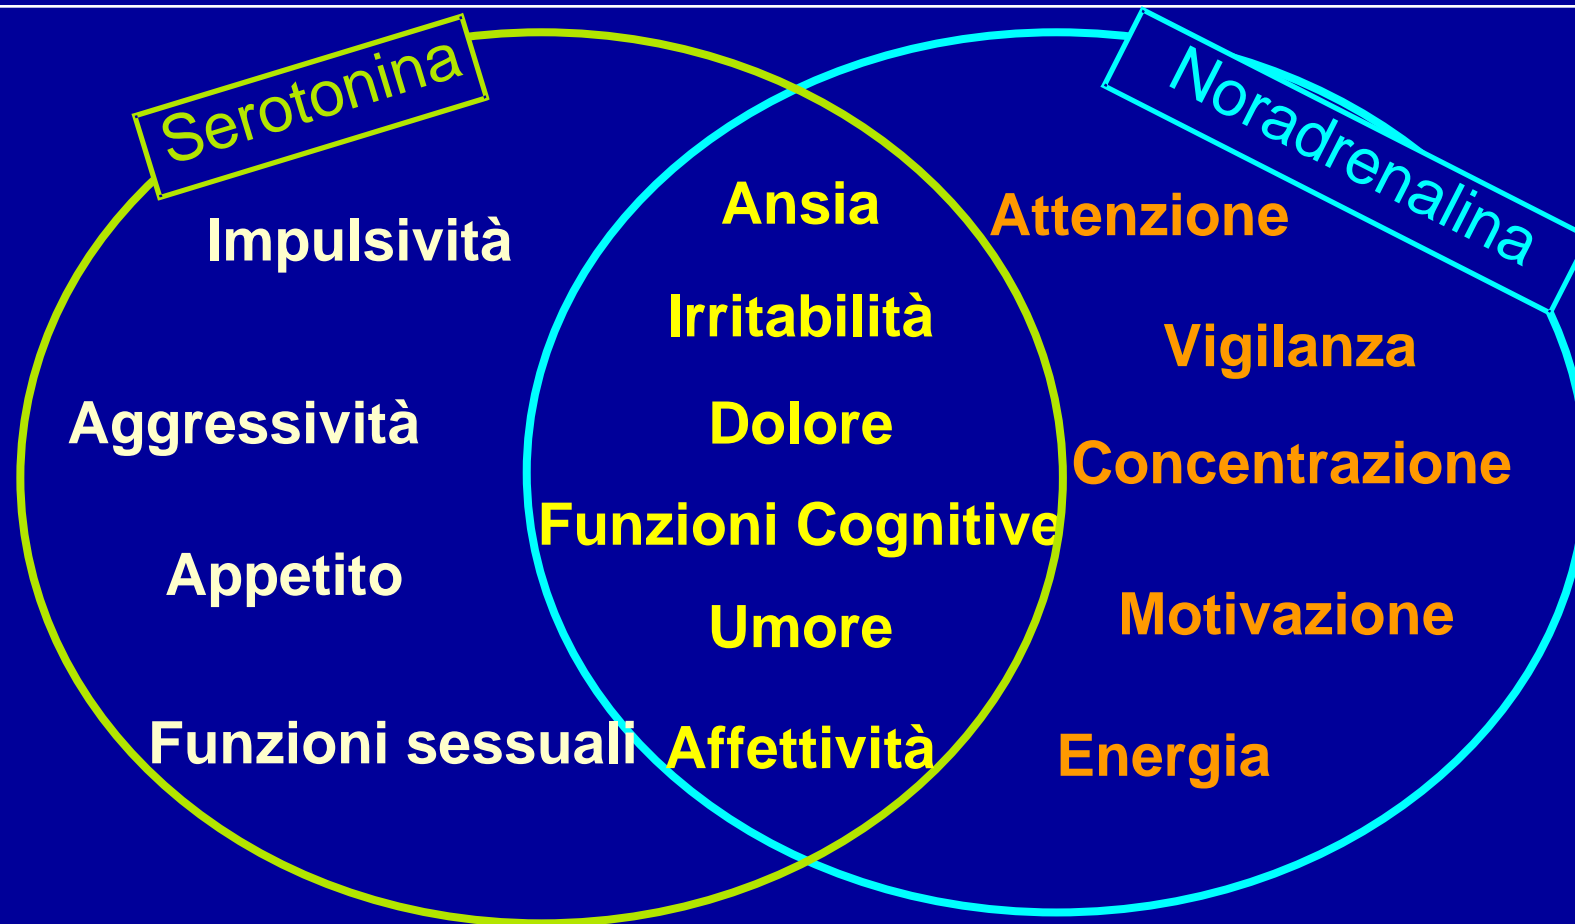 Serotonina
Impulsività
Aggressività
Appetito
Funzioni sessuali
Ansia
Irritabilità
Dolore
Funzioni Cognitive
Umore
Affettività
Noradrenalina
Attenzione
Vigilanza
Concentrazione
Motivazione
Energia